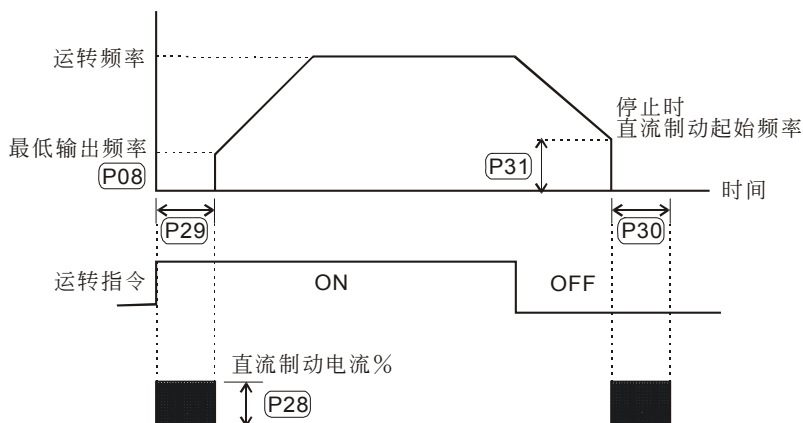 运转频率
停止时
直流制动起始频率
最低输出频率
P08
P31
时间
P29
P30
运转指令
ON
OFF
直流制动电流%
P28